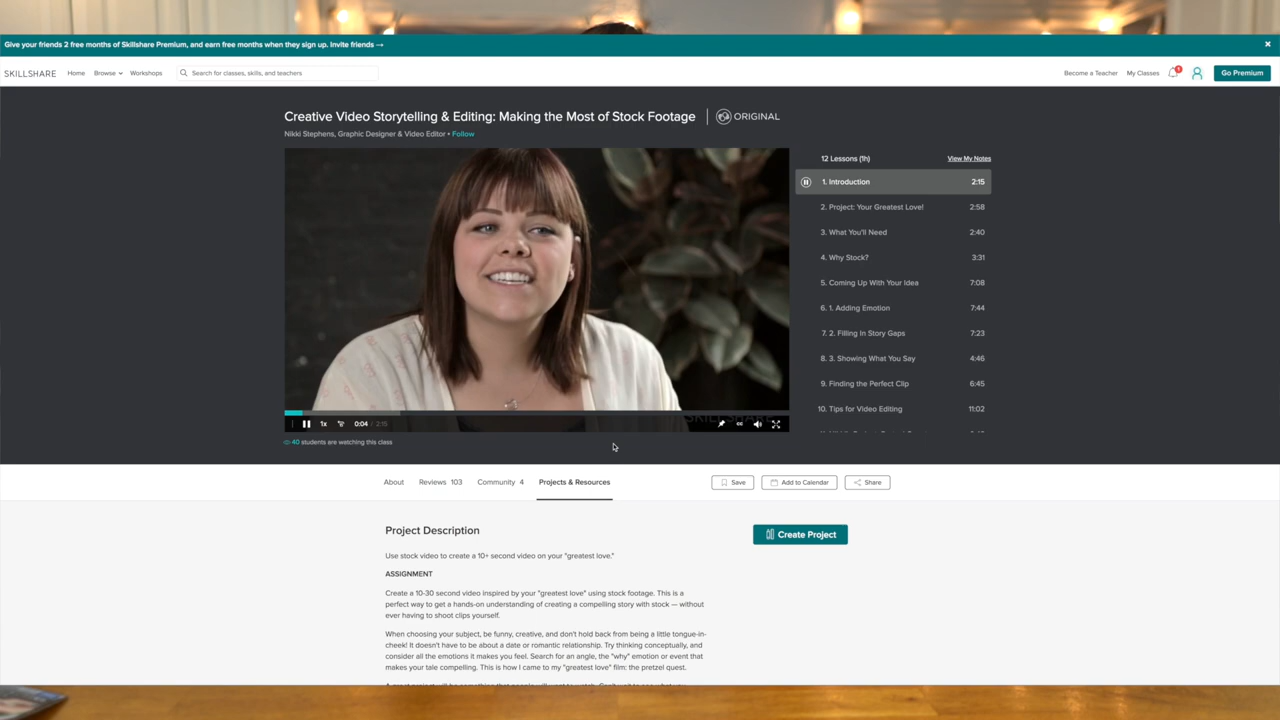 Give your friends 2 free months of Skillshare Premium, and earn free months when they sign up. Invite friends →
SKILLSHARE
Home
Browse
Workshops
Search for classes, skills, and teachers
Become a Teacher
My Classes
Go Premium
Creative Video Storytelling & Editing: Making the Most of Stock Footage
ORIGINAL
Nikki Stephens, Graphic Designer & Video Editor • Follow
12 Lessons (1h)
View My Notes
1. Introduction 2:15
2. Project: Your Greatest Love! 2:58
3. What You'll Need 2:40
4. Why Stock? 3:31
5. Coming Up With Your Idea 7:08
6. 1. Adding Emotion 7:44
7. 2. Filling In Story Gaps 7:23
8. 3. Showing What You Say 4:46
9. Finding the Perfect Clip 6:45
10. Tips for Video Editing 11:02
SKILLSHARE
1x
0:04 / 2:15
40 students are watching this class
About
Reviews 103
Community 4
Projects & Resources
Save
Add to Calendar
Share
Project Description
Create Project
Use stock video to create a 10+ second video on your "greatest love."
ASSIGNMENT
Create a 10-30 second video inspired by your "greatest love" using stock footage. This is a
perfect way to get a hands-on understanding of creating a compelling story with stock — without
ever having to shoot clips yourself.
When choosing your subject, be funny, creative, and don't hold back from being a little tongue-in-
cheek! It doesn't have to be about a date or romantic relationship. Try thinking conceptually, and
consider all the emotions it makes you feel. Search for an angle, the "why" emotion or event that
makes your tale compelling. This is how I came to my "greatest love" film: the pretzel quest.